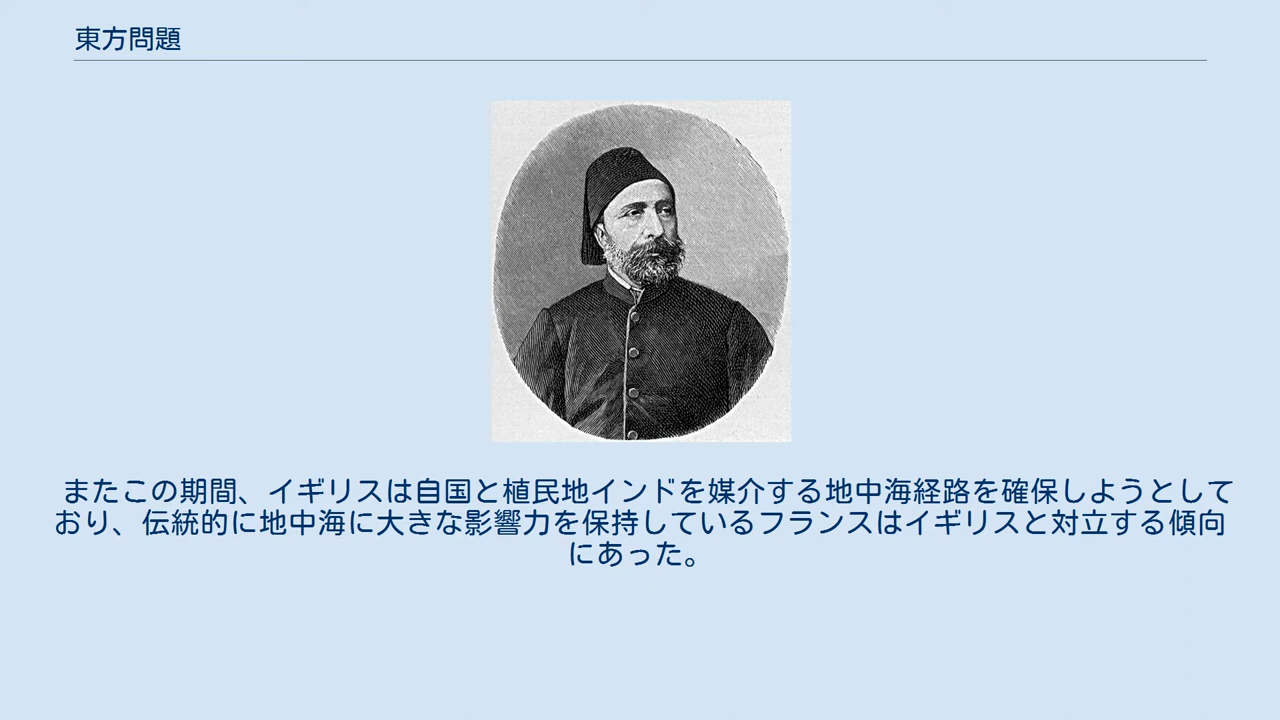 東方問題
またこの期間、イギリスは自国と植民地インドを媒介する地中海経路を確保しようとして
おり、伝統的に地中海に大きな影響力を保持しているフランスはイギリスと対立する傾向
にあった。